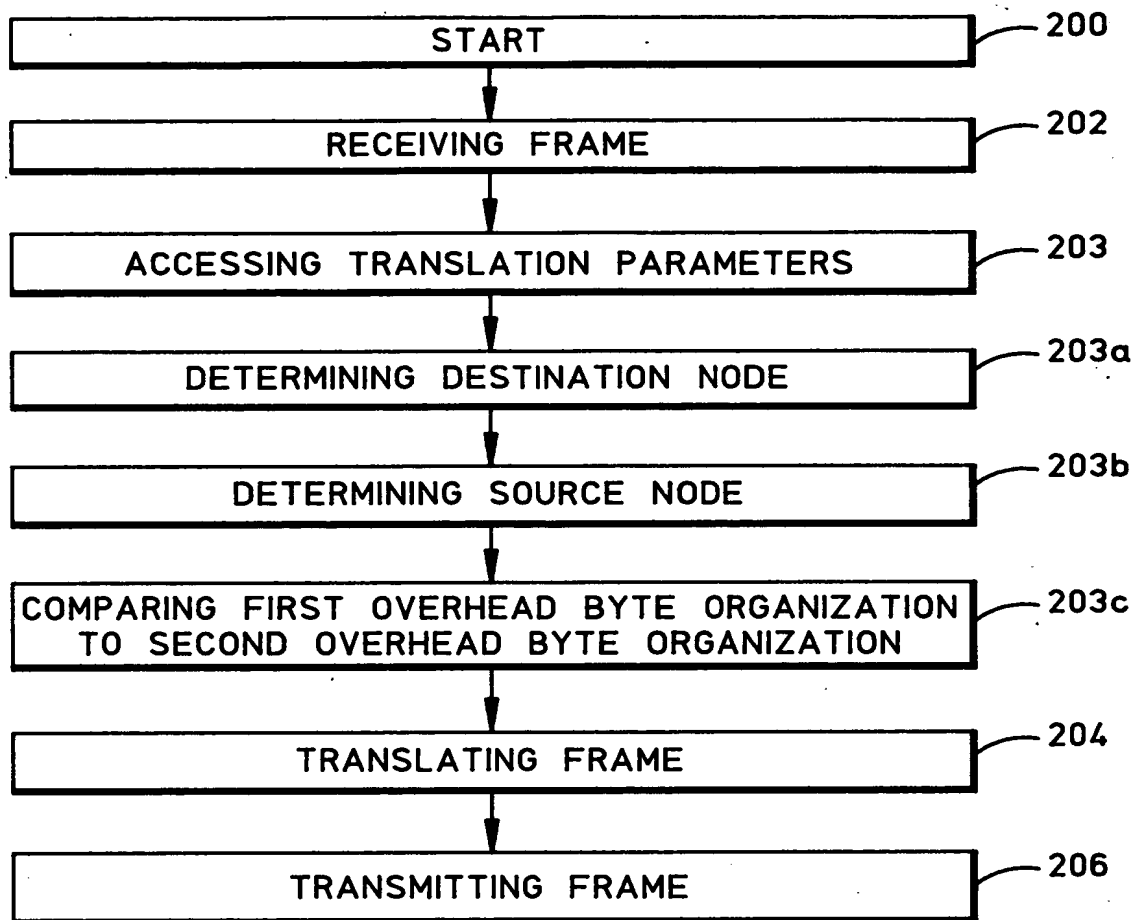 START 200
RECEIVING FRAME 202
ACCESSING TRANSLATION PARAMETERS 203
DETERMINING DESTINATION NODE 203a
DETERMINING SOURCE NODE 203b
COMPARING FIRST OVERHEAD BYTE ORGANIZATION 203c
TO SECOND OVERHEAD BYTE ORGANIZATION
TRANSLATING FRAME 204
TRANSMITTING FRAME 206